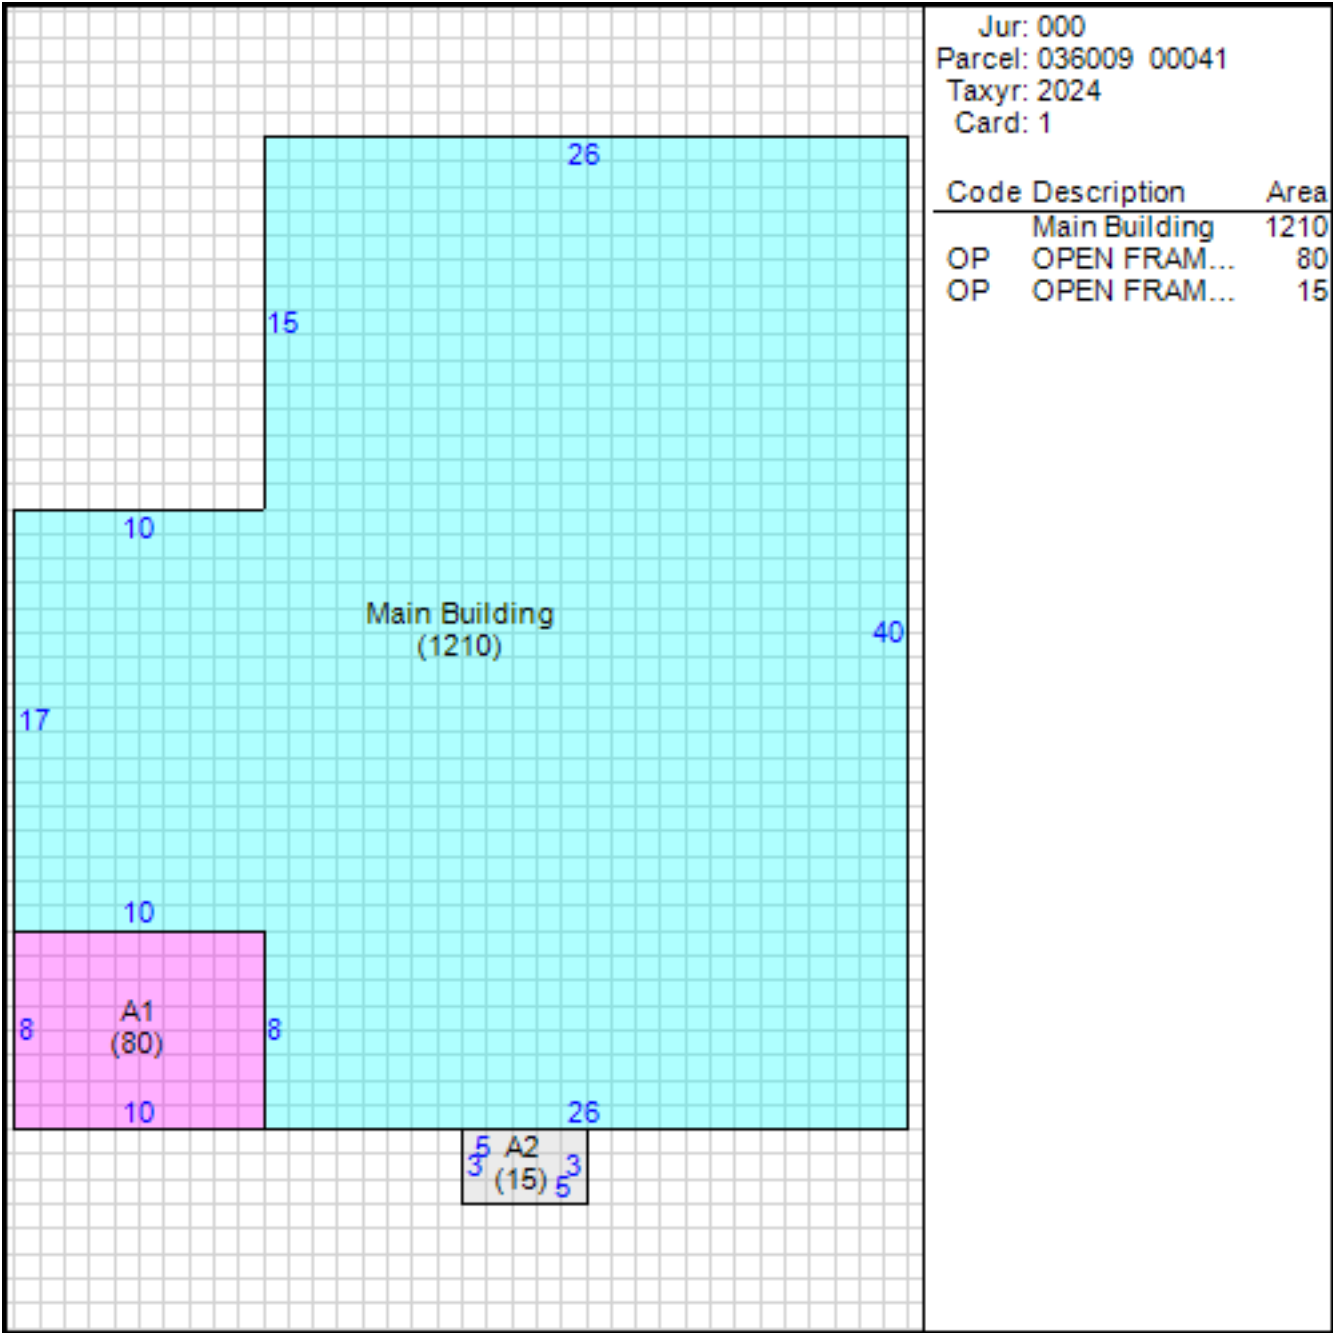 Jur: 000
Parcel: 036009 00041
Taxyr: 2024
Card: 1
Code Description Area
Main Building 1210
OP OPEN FRAM... 80
OP OPEN FRAM... 15
26
15
10
Main Building
(1210)
40
17
10
A1
(80)
8
8
10
26
5
A2
3
3
(15)
5